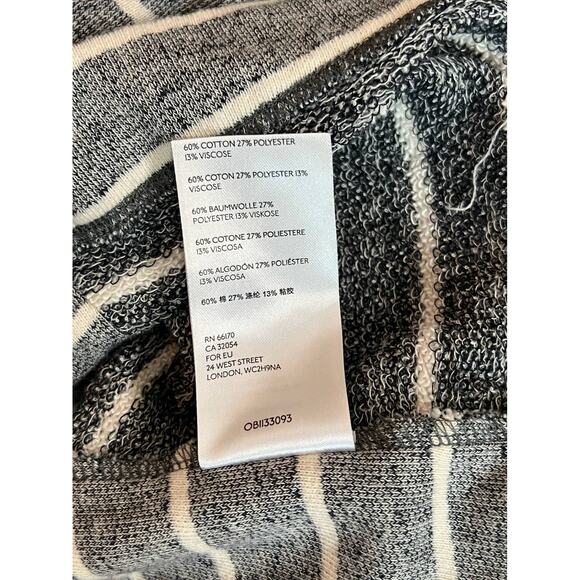 60% COTTON 27% POLYESTER
13% VISCOSE
60% COTON 27% POLYESTER 13%
VISCOSE
60% BAUMWOLLE 27%
POLYESTER 13% VISKOSE
60% COTONE 27% POLIESTERE
13% VISCOSA
60% ALGODÓN 27% POLIÉSTER
13% VISCOSA
60% 棉 27% 涤纶 13% 粘胶
RN 66170
CA 32054
FOR EU
24 WEST STREET
LONDON, WC2H9NA
OB1133093